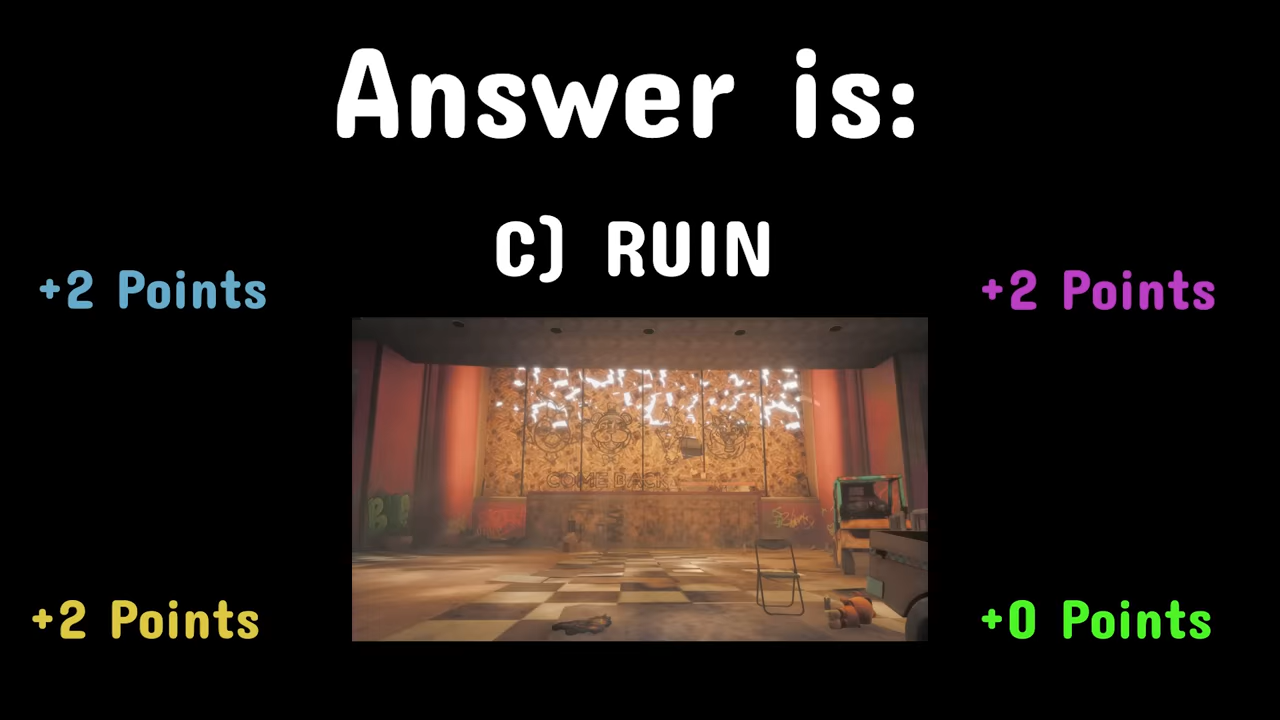 Answer is:
C) RUIN
+2 Points
+2 Points
COME BACK
+2 Points
+0 Points